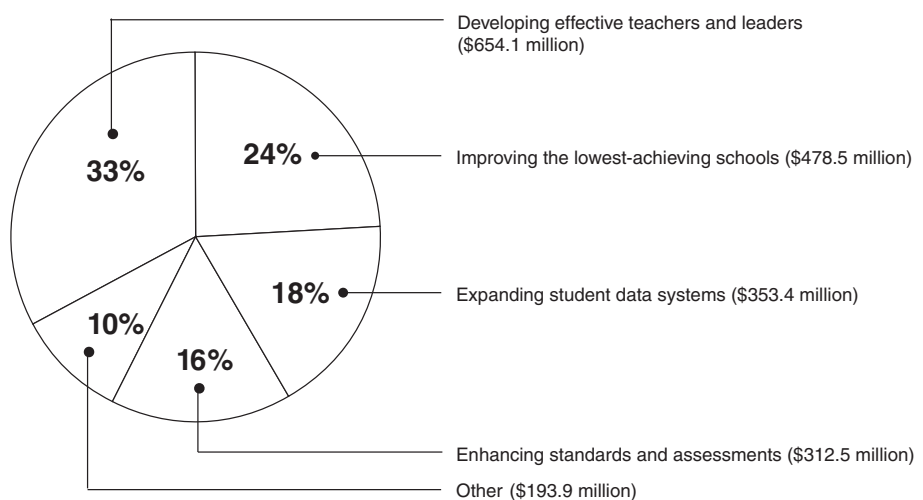 Developing effective teachers and leaders
($654.1 million)
24%
33%
Improving the lowest-achieving schools ($478.5 million)
18%
Expanding student data systems ($353.4 million)
10%
16%
Enhancing standards and assessments ($312.5 million)
Other ($193.9 million)